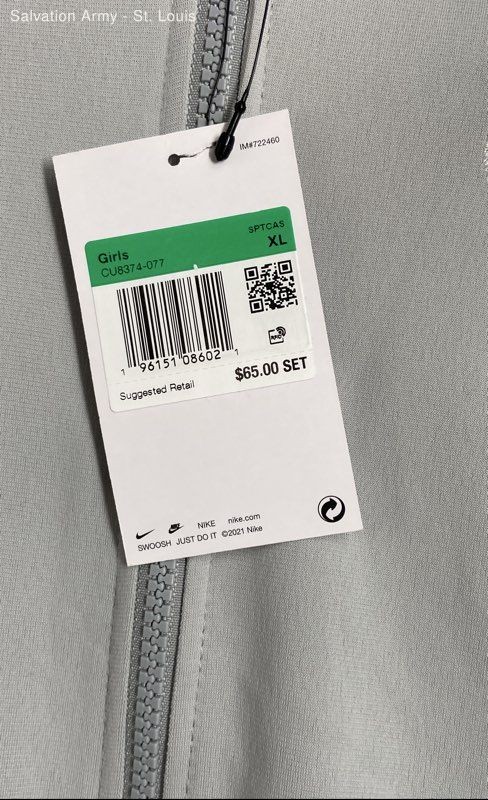 Salvation Army - St. Louis
IM#722460
Girls
CU8374-077
SPTCAS
XL
1 96151 08602 1
Suggested Retail
$65.00 SET
NIKE nike.com
SWOOSH JUST DO IT ©2021 Nike